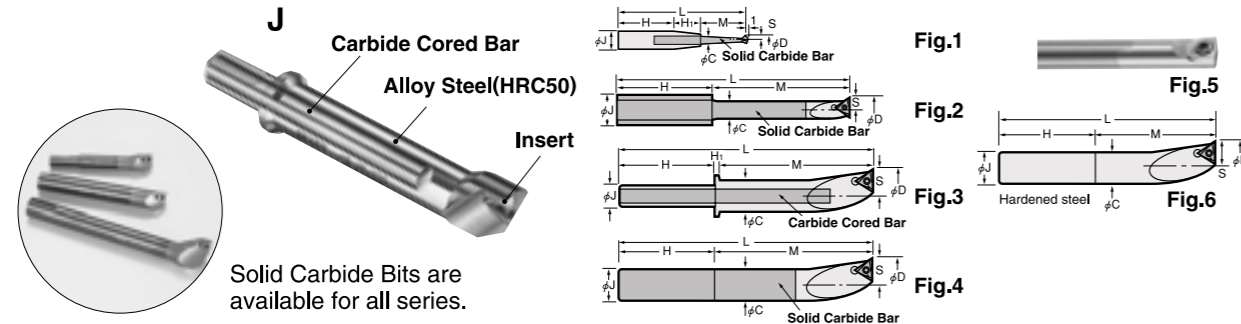 J
Carbide Cored Bar
Alloy Steel(HRC50)
Insert
Solid Carbide Bits are
available for all series.
L
H
H1
M
1
S
φJ
φD
φC
Solid Carbide Bar
Fig.1
L
H
M
S
φJ
φD
φC
Solid Carbide Bar
Fig.2
L
H
H1
M
S
φJ
φD
φC
Carbide Cored Bar
Fig.3
L
H
M
S
φJ
φD
φC
Solid Carbide Bar
Fig.4
Fig.5
L
H
M
S
φJ
φC
Hardened steel
Fig.6